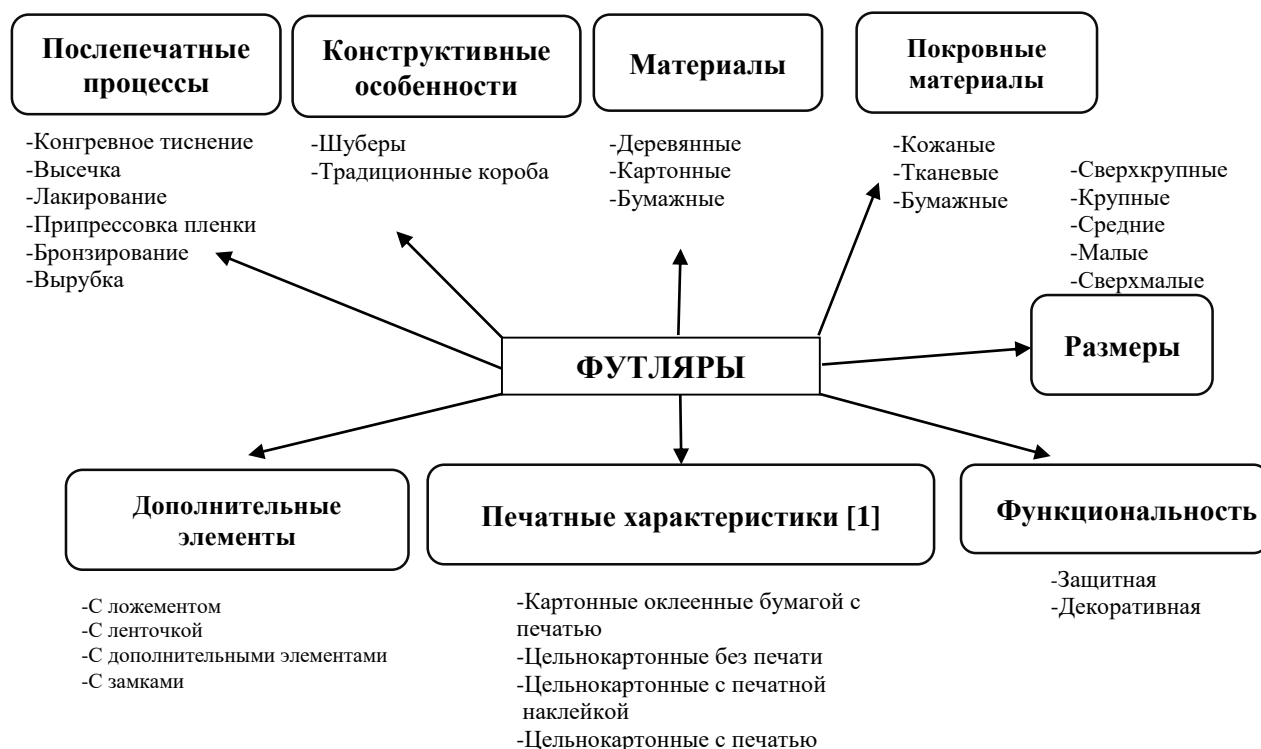 Послепечатные
процессы
-Конгревное тиснение
-Высечка
-Лакирование
-Припрессовка пленки
-Бронзирование
-Вырубка
Конструктивные
особенности
-Шуберы
-Традиционные короба
Материалы
-Деревянные
-Картонные
-Бумажные
Покровные
материалы
-Кожаные
-Тканевые
-Бумажные
-Сверхкрупные
-Крупные
-Средние
-Малые
-Сверхмалые
Размеры
ФУТЛЯРЫ
Дополнительные
элементы
-С ложементом
-С ленточкой
-С дополнительными элементами
-С замками
Печатные характеристики [1]
-Картонные оклеенные бумагой с
печатью
-Цельнокартонные без печати
-Цельнокартонные с печатной
наклейкой
-Цельнокартонные с печатью
Функциональность
-Защитная
-Декоративная